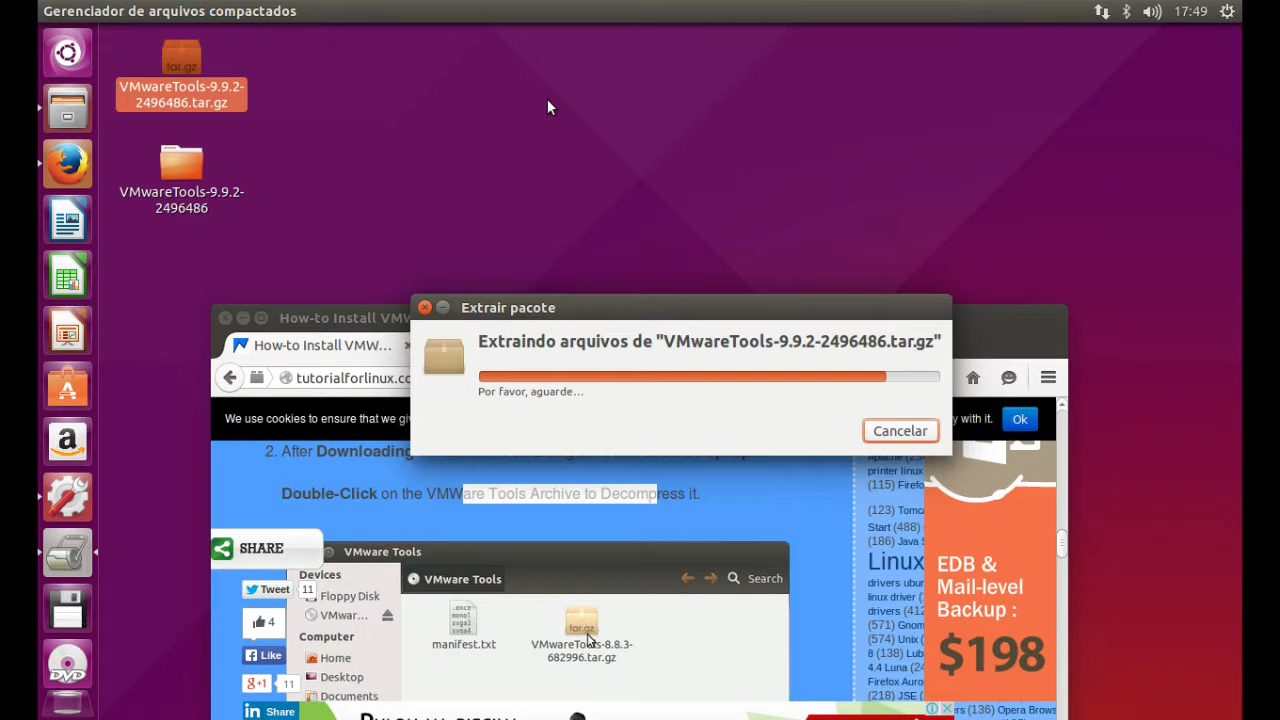 Gerenciador de arquivos compactados
17:49
tar.gz
VMwareTools-9.9.2-
2496486.tar.gz
VMwareTools-9.9.2-
2496486
How-to Install VMW
Extrair pacote
How-to Install VMW...
Extraindo arquivos de "VMwareTools-9.9.2-2496486.tar.gz"
tutorialforlinux.co
Por favor, aguarde...
We use cookies to ensure that we giv
Cancelar
y with it.
Ok
2. After Downloading
Double-Click on the VMWare Tools Archive to Decompress it.
printer linux
(115) Firefo
(123) Tomca
Start (488)
(186) Java S
Linux
drivers ubun
linux driver (
drivers (412
(571) Gnom
(574) Unix
8 (138) Lub
4.4 Luna (24
Firefox Auro
(218) JSE (
ers (136) Opera Brows
EDB &
Mail-level
Backup :
$198
SHARE
Tweet
11
4
Like
g+1
11
in Share
VMware Tools
Devices
Floppy Disk
VMwar...
Computer
Home
Desktop
Documents
VMware Tools
Search
manifest.txt
tar.gz
VMwareTools-8.8.3-
682996.tar.gz